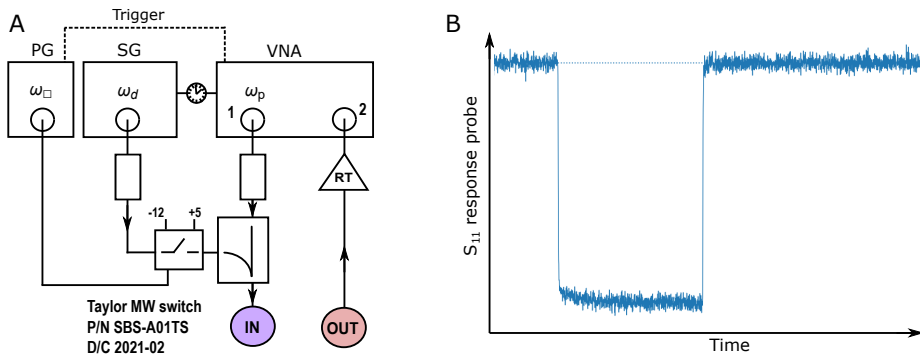 A
Trigger
PG
SG
VNA
ω□
ωd
ωp
1
2
RT
-12
+5
Taylor MW switch
P/N SBS-A01TS
D/C 2021-02
IN
OUT
B
S11 response probe
Time